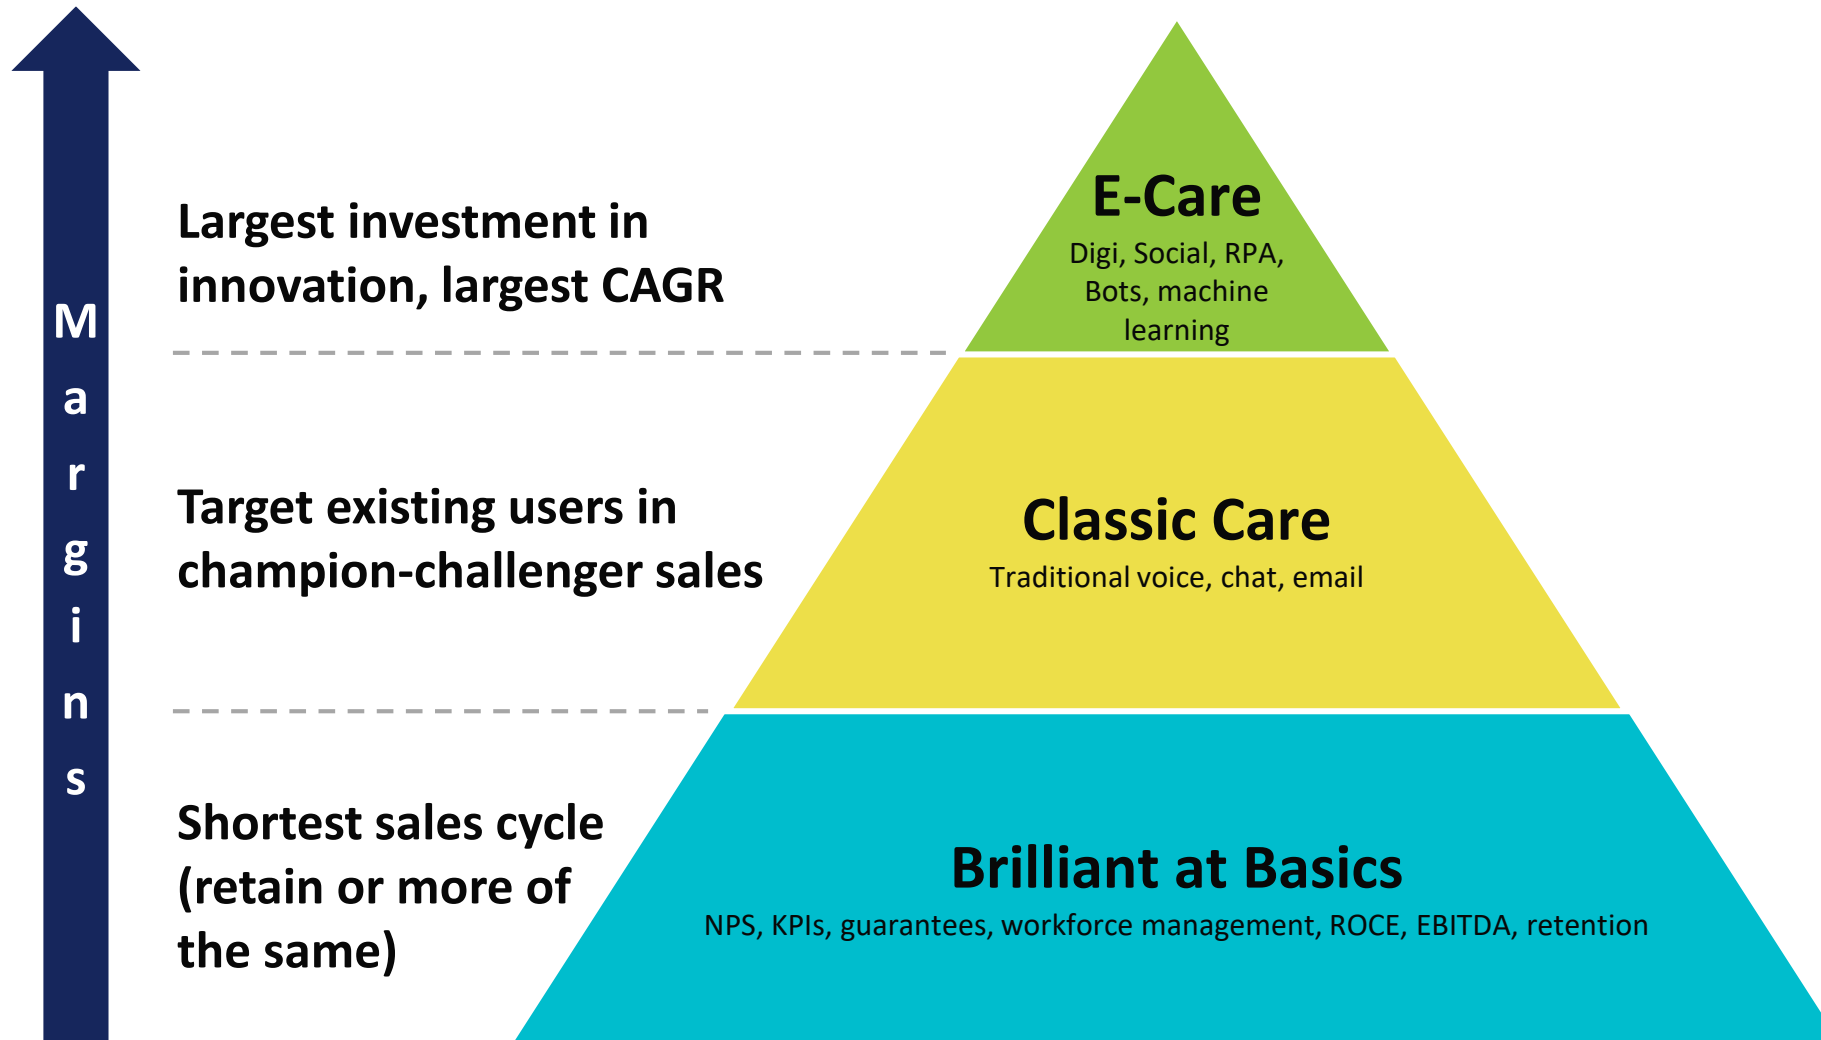 M
a
r
g
i
n
s
Largest investment in
innovation, largest CAGR
E-Care
Digi, Social, RPA,
Bots, machine
learning
Target existing users in
champion-challenger sales
Classic Care
Traditional voice, chat, email
Shortest sales cycle
(retain or more of
the same)
Brilliant at Basics
NPS, KPIs, guarantees, workforce management, ROCE, EBITDA, retention